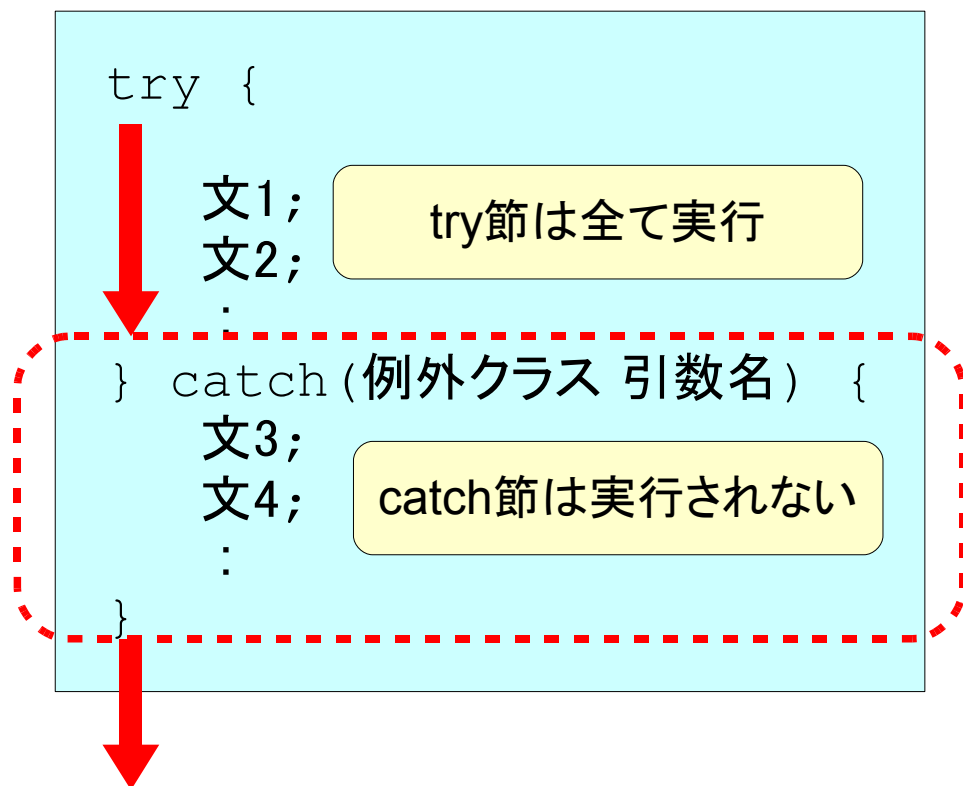 try {
文1;
try節は全て実行
文2;
:
} catch(例外クラス 引数名) {
文3;
文4;
catch節は実行されない
:
}